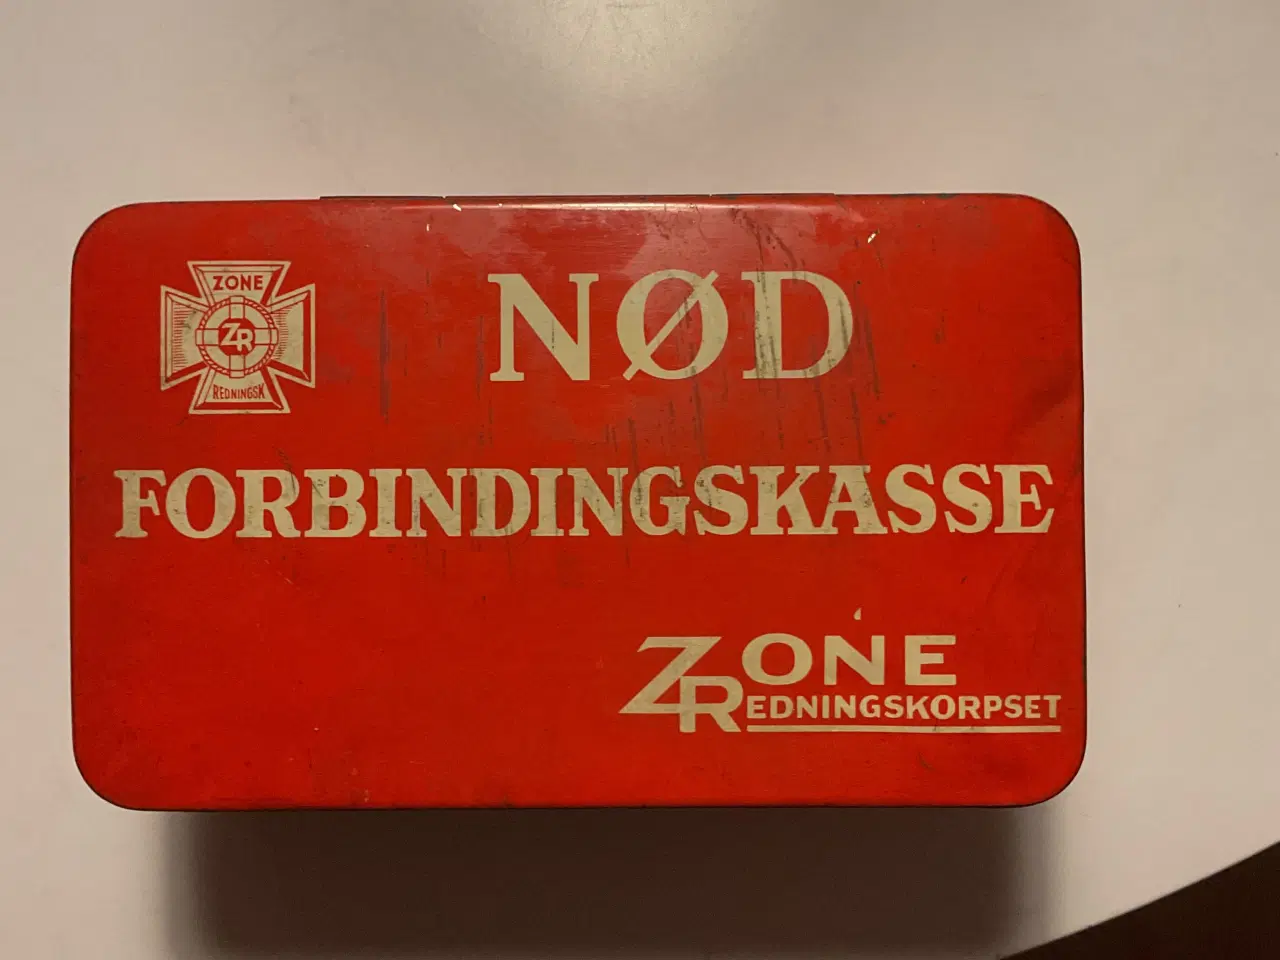 ZONE
ZR
REDNINGSK
NØD
FORBINDINGSKASSE
ZONE
REDNINGSKORPSET